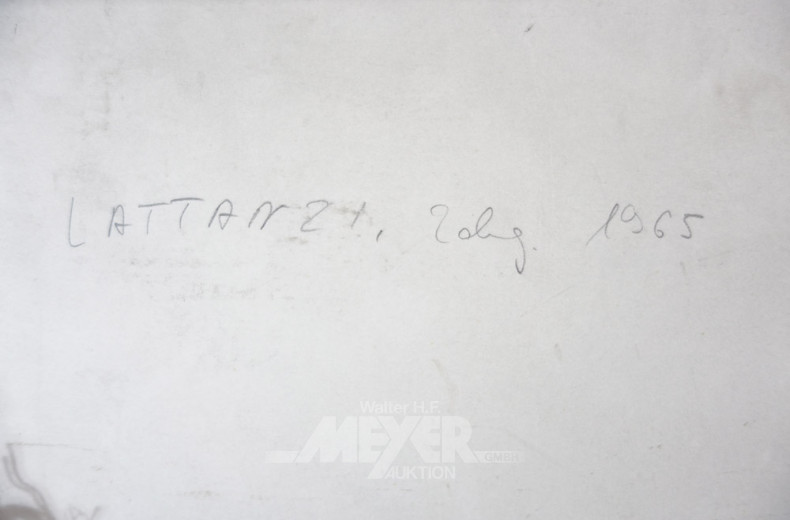 LATTANZI, Zchg. 1965
Walter H.F.
MEYER
GMBH
AUKTION